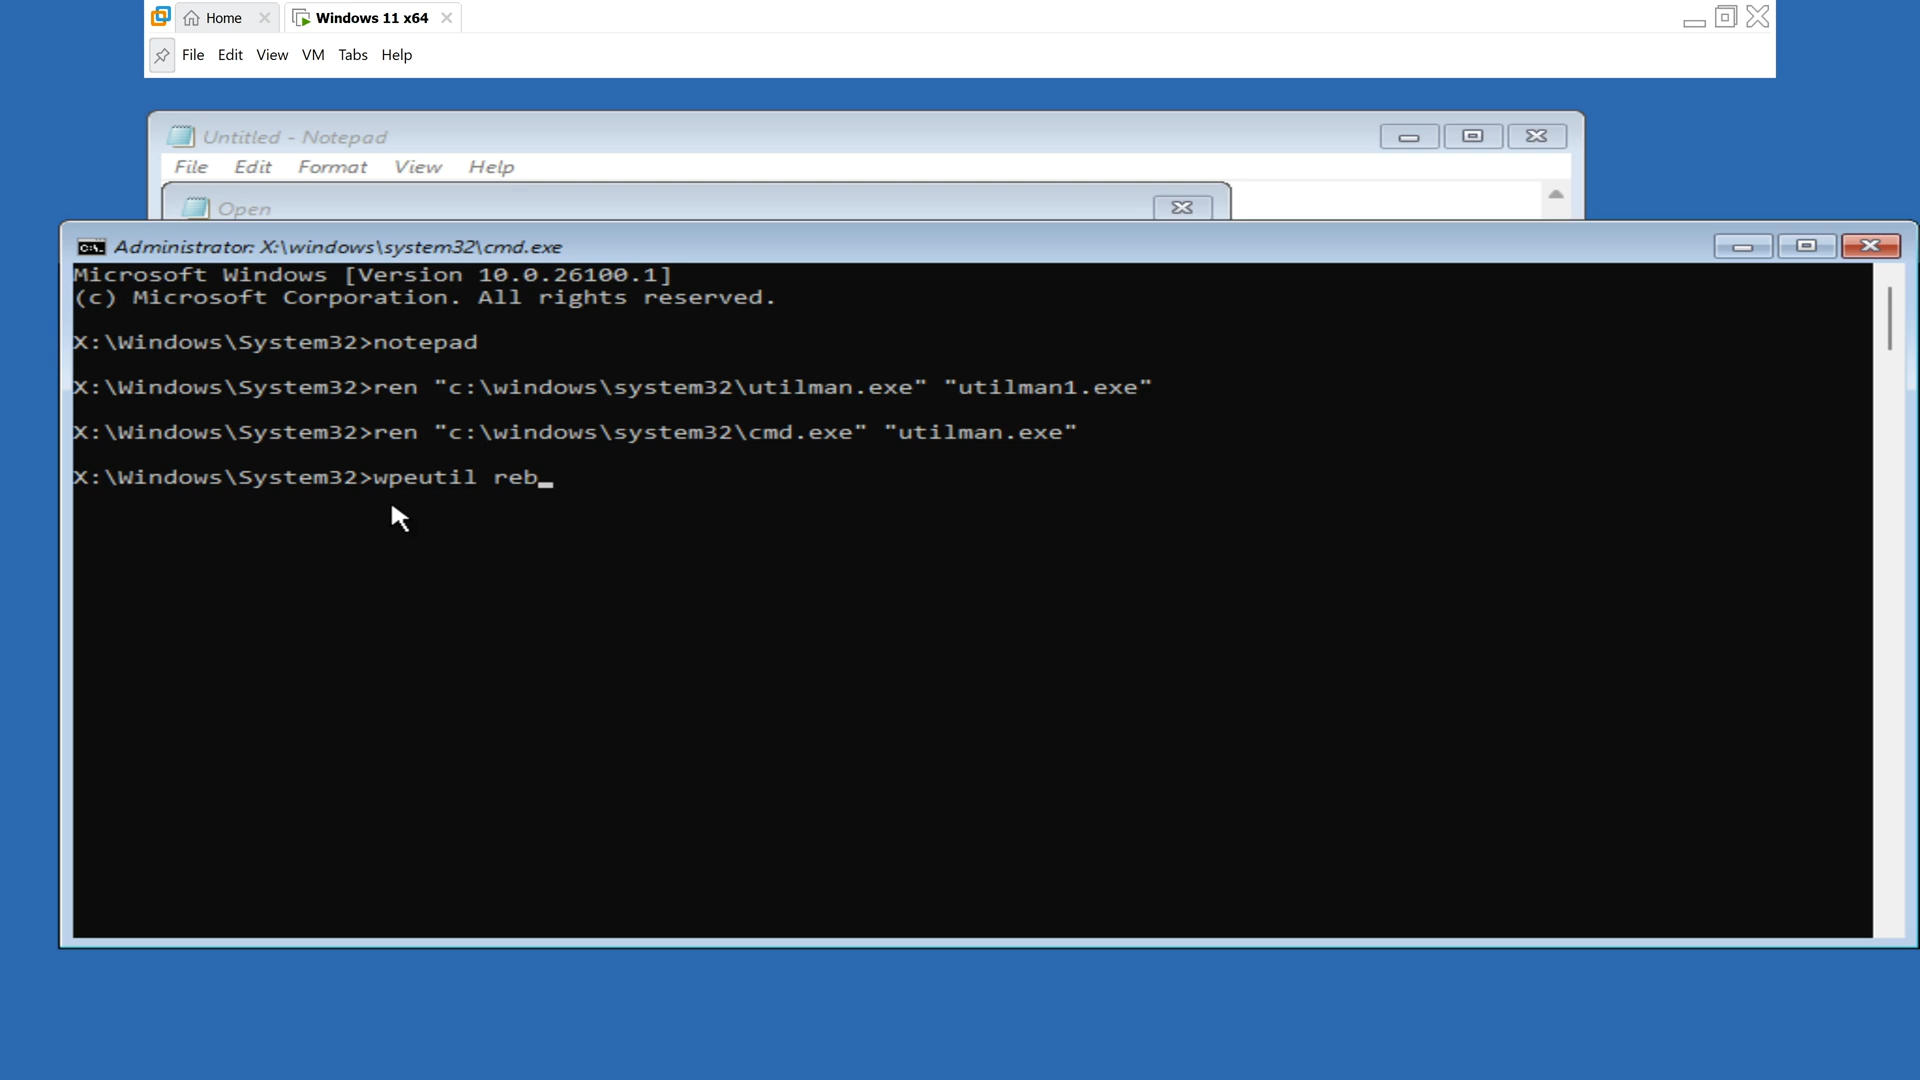 Home
Windows 11 x64
File Edit View VM Tabs Help
Untitled - Notepad
File Edit Format View Help
Open
Administrator: X:\windows\system32\cmd.exe
Microsoft Windows [Version 10.0.26100.1]
(c) Microsoft Corporation. All rights reserved.
X:\Windows\System32>notepad
X:\Windows\System32>ren "c:\windows\system32\utilman.exe" "utilman1.exe"
X:\Windows\System32>ren "c:\windows\system32\cmd.exe" "utilman.exe"
X:\Windows\System32>wpeutil reb_